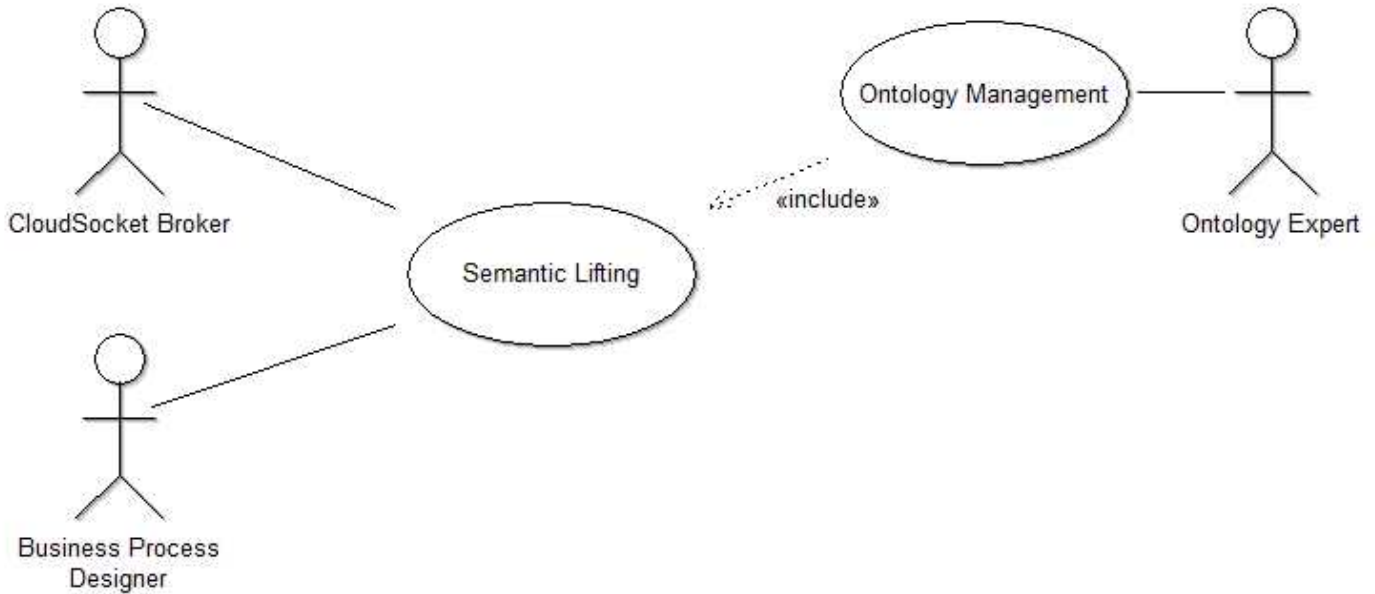 Ontology Management
«include»
CloudSocket Broker
Ontology Expert
Semantic Lifting
Business Process
Designer